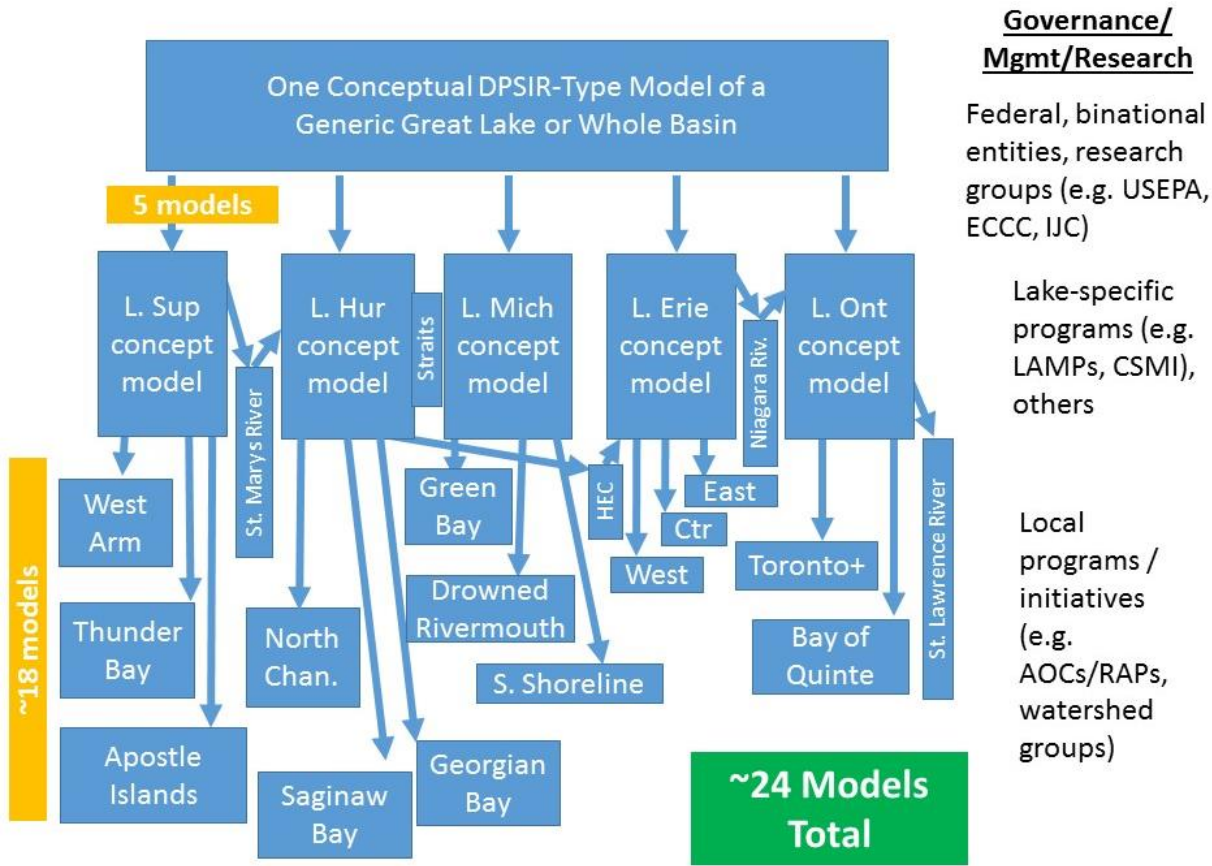 Governance/
Mgmt/Research
One Conceptual DPSIR-Type Model of a
Generic Great Lake or Whole Basin
Federal, binational
entities, research
groups (e.g. USEPA,
ECCC, IJC)
5 models
L. Sup
concept
model
St. Marys River
L. Hur
concept
model
Straits
L. Mich
concept
model
L. Erie
concept
model
Niagara Riv.
L. Ont
concept
model
Lake-specific
programs (e.g.
LAMPs, CSMI),
others
~18 models
West
Arm
Thunder
Bay
Apostle
Islands
North
Chan.
Saginaw
Bay
Georgian
Bay
Green
Bay
Drowned
Rivermouth
S. Shoreline
HEC
West
Ctr
East
Toronto+
Bay of
Quinte
St. Lawrence River
Local
programs /
initiatives
(e.g.
AOCs/RAPs,
watershed
groups)
~24 Models
Total